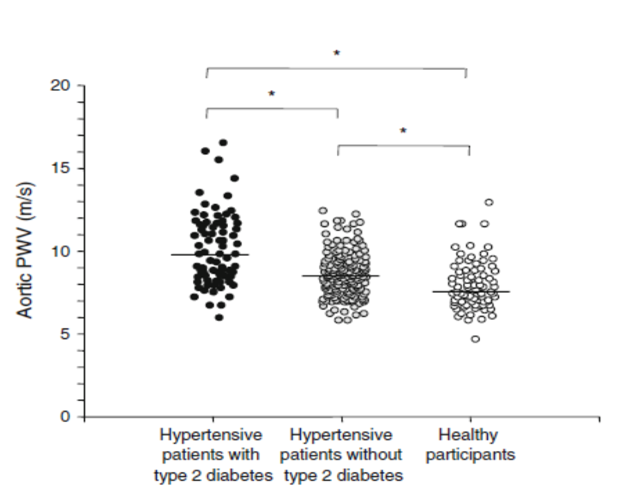 *
*
*
20
15
10
5
0
Aortic PWV (m/s)
Hypertensive
patients with
type 2 diabetes
Hypertensive
patients without
type 2 diabetes
Healthy
participants